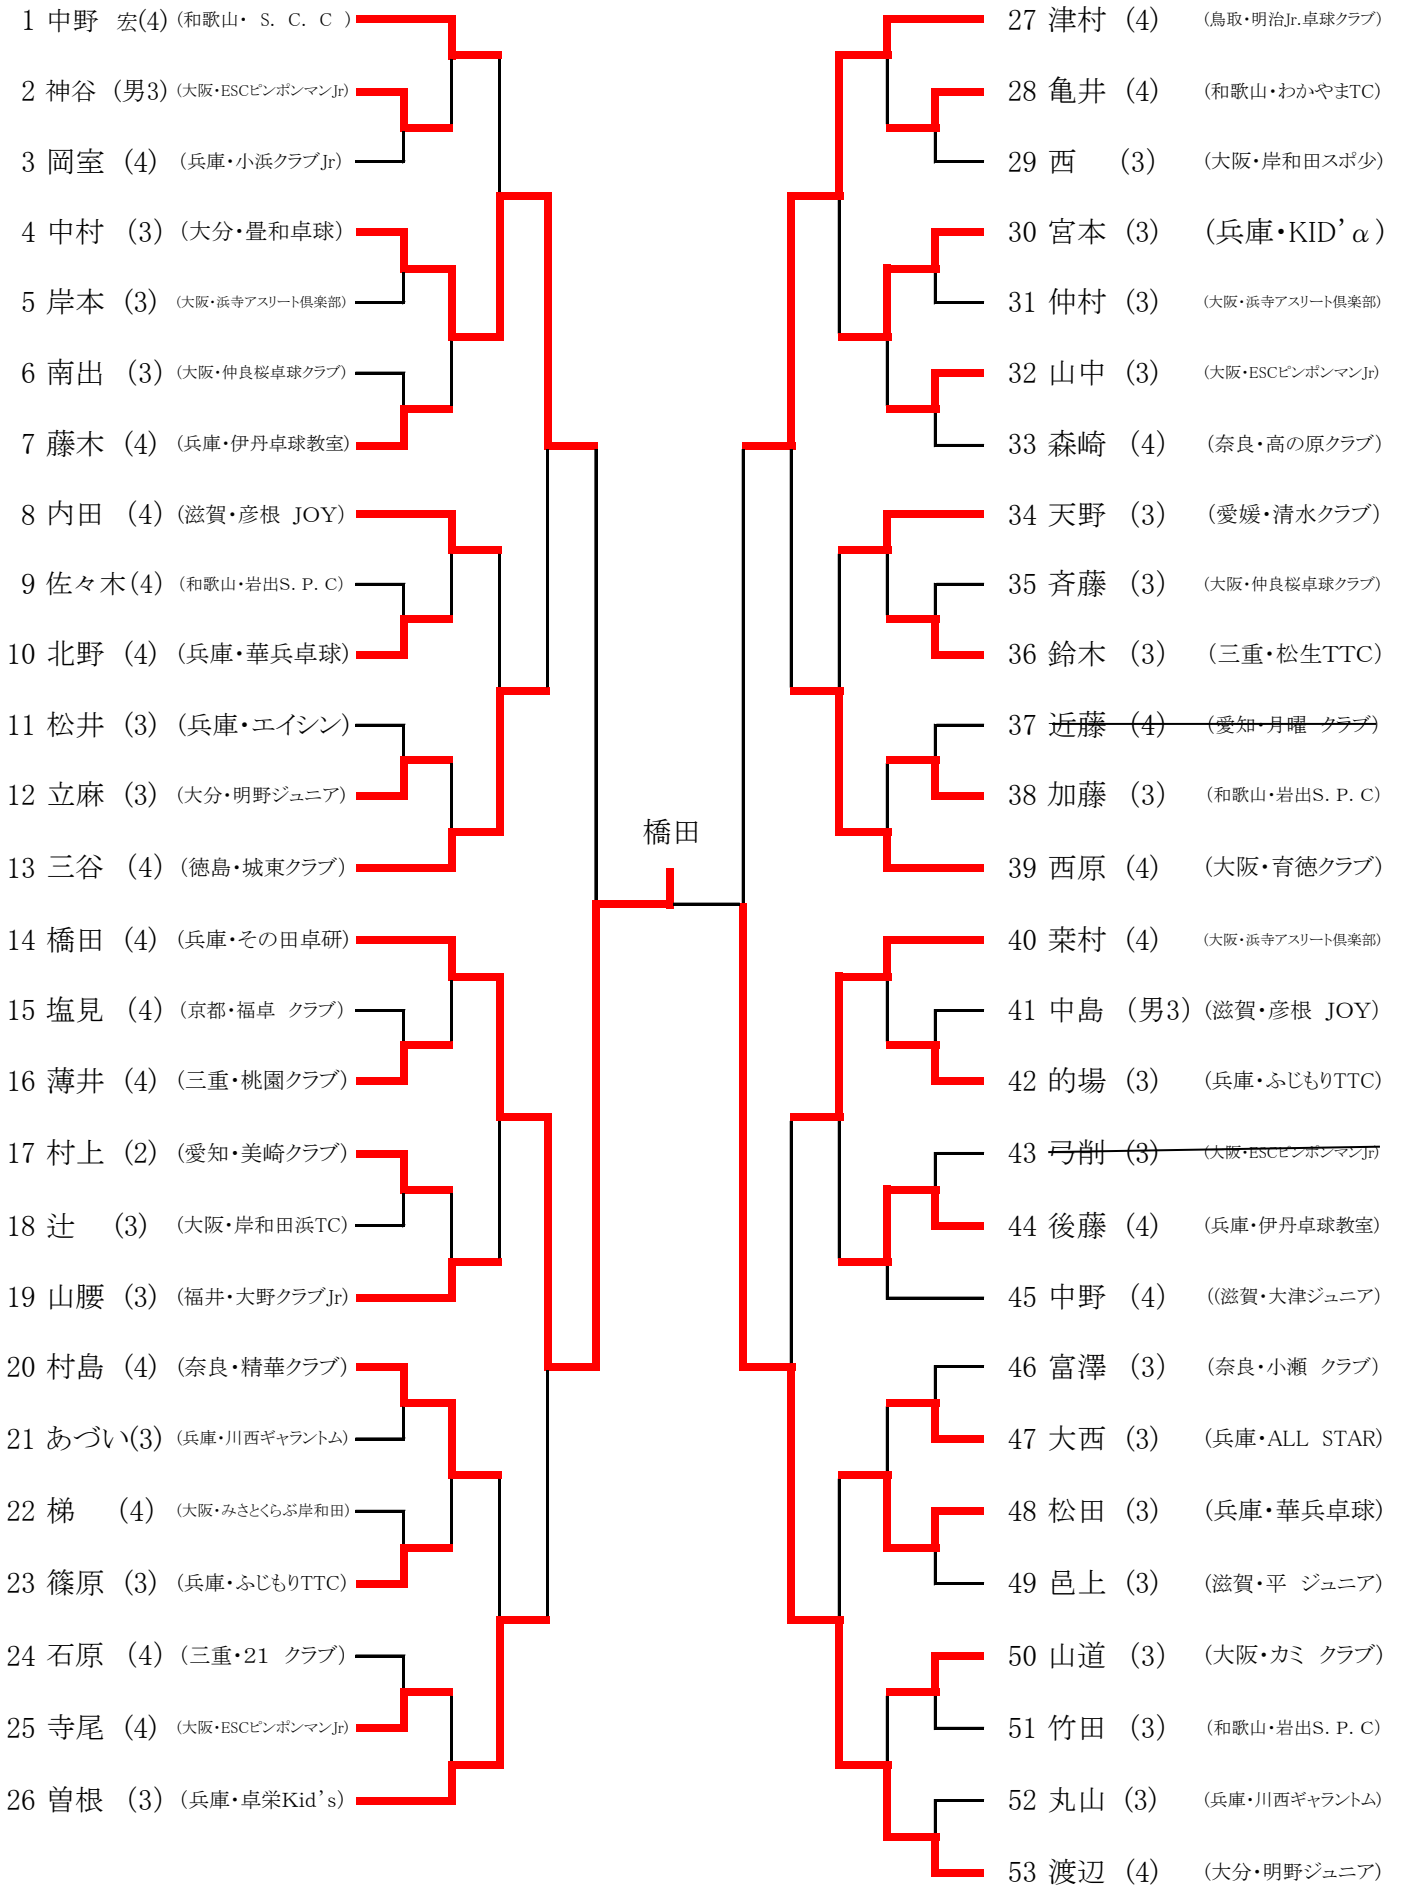 1 中野 宏(4) (和歌山・ S. C. C )
2 神谷 (男3) (大阪・ESCピンポンマンJr)
3 岡室 (4) (兵庫・小浜クラブJr)
4 中村 (3) (大分・畳和卓球)
5 岸本 (3) (大阪・浜寺アスリート倶楽部)
6 南出 (3) (大阪・仲良桜卓球クラブ)
7 藤木 (4) (兵庫・伊丹卓球教室)
8 内田 (4) (滋賀・彦根 JOY)
9 佐々木(4) (和歌山・岩出S. P. C)
10 北野 (4) (兵庫・華兵卓球)
11 松井 (3) (兵庫・エイシン)
12 立麻 (3) (大分・明野ジュニア)
13 三谷 (4) (徳島・城東クラブ)
14 橋田 (4) (兵庫・その田卓研)
15 塩見 (4) (京都・福卓 クラブ)
16 薄井 (4) (三重・桃園クラブ)
17 村上 (2) (愛知・美崎クラブ)
18 辻 (3) (大阪・岸和田浜TC)
19 山腰 (3) (福井・大野クラブJr)
20 村島 (4) (奈良・精華クラブ)
21 あづい(3) (兵庫・川西ギャラントム)
22 梯 (4) (大阪・みさとくらぶ岸和田)
23 篠原 (3) (兵庫・ふじもりTTC)
24 石原 (4) (三重・21 クラブ)
25 寺尾 (4) (大阪・ESCピンポンマンJr)
26 曽根 (3) (兵庫・卓栄Kid's)
橋田
27 津村 (4) (鳥取・明治Jr.卓球クラブ)
28 亀井 (4) (和歌山・わかやまTC)
29 西 (3) (大阪・岸和田スポ少)
30 宮本 (3) (兵庫・KID'α)
31 仲村 (3) (大阪・浜寺アスリート倶楽部)
32 山中 (3) (大阪・ESCピンポンマンJr)
33 森崎 (4) (奈良・高の原クラブ)
34 天野 (3) (愛媛・清水クラブ)
35 斉藤 (3) (大阪・仲良桜卓球クラブ)
36 鈴木 (3) (三重・松生TTC)
37 近藤 (4) (愛知・月曜 クラブ)
38 加藤 (3) (和歌山・岩出S. P. C)
39 西原 (4) (大阪・育徳クラブ)
40 桒村 (4) (大阪・浜寺アスリート倶楽部)
41 中島 (男3) (滋賀・彦根 JOY)
42 的場 (3) (兵庫・ふじもりTTC)
43 弓削 (3) (大阪・ESCピンポンマンJr)
44 後藤 (4) (兵庫・伊丹卓球教室)
45 中野 (4) ((滋賀・大津ジュニア)
46 富澤 (3) (奈良・小瀬 クラブ)
47 大西 (3) (兵庫・ALL STAR)
48 松田 (3) (兵庫・華兵卓球)
49 邑上 (3) (滋賀・平 ジュニア)
50 山道 (3) (大阪・カミ クラブ)
51 竹田 (3) (和歌山・岩出S. P. C)
52 丸山 (3) (兵庫・川西ギャラントム)
53 渡辺 (4) (大分・明野ジュニア)